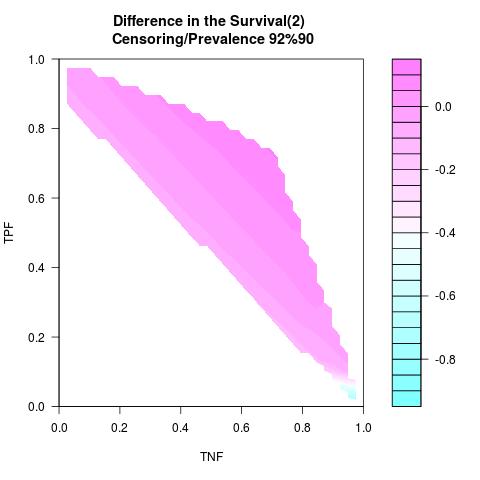 Difference in the Survival(2)
Censoring/Prevalence 92%90
1.0
0.8
0.6
0.4
0.2
0.0
TPF
0.0 0.2 0.4 0.6 0.8 1.0
TNF
0.0
-0.2
-0.4
-0.6
-0.8